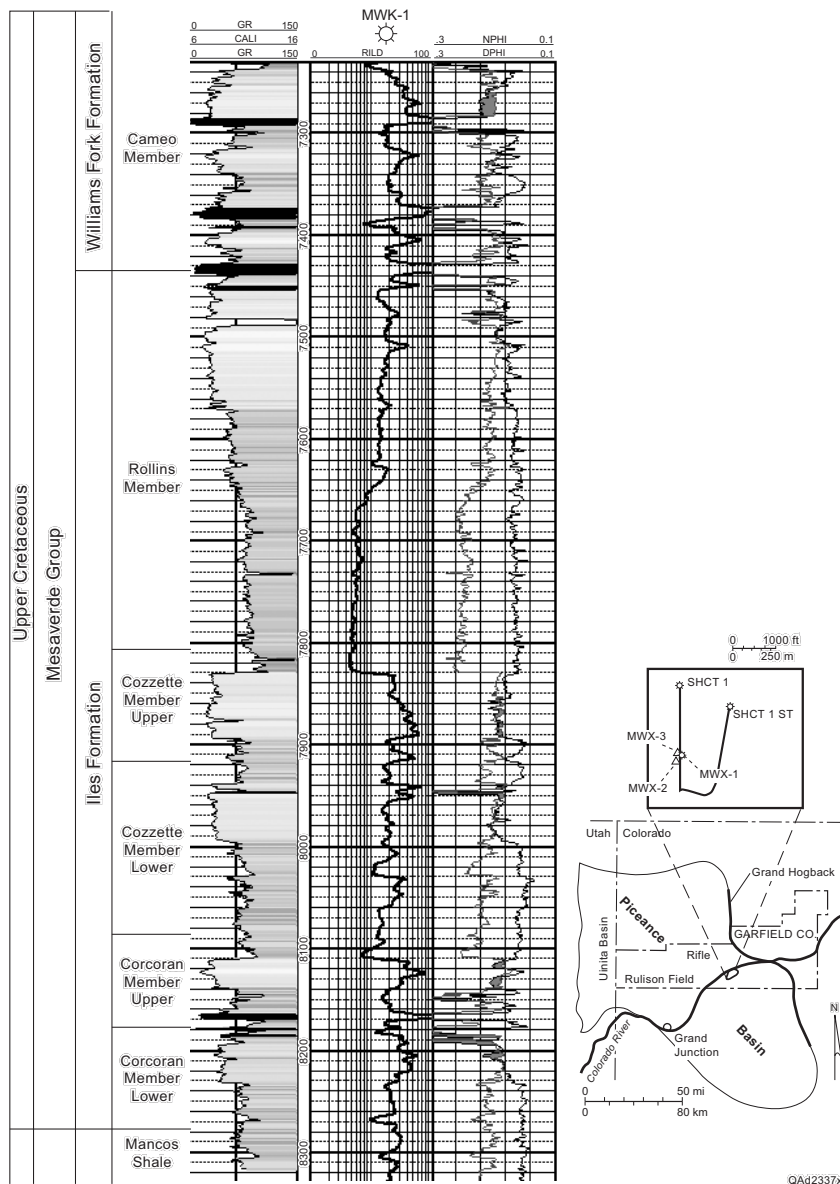 MWK-1
0 GR 150
6 CALI 16
0 GR 150
0 RILD 100
.3 NPHI 0.1
.3 DPHI 0.1
Upper Cretaceous
Mesaverde Group
Williams Fork Formation
Iles Formation
Cameo
Member
Rollins
Member
Cozzette
Member
Upper
Cozzette
Member
Lower
Corcoran
Member
Upper
Corcoran
Member
Lower
Mancos
Shale
7300
7400
7500
7600
7700
7800
7900
8000
8100
8200
8300
0 1000 ft
0 250 m
SHCT 1
SHCT 1 ST
MWX-3
MWX-1
MWX-2
Utah Colorado
Grand Hogback
Piceance
GARFIELD CO.
Uinita Basin
Rifle
Rulison Field
Colorado River
Grand
Junction
Basin
N
0 50 mi
0 80 km